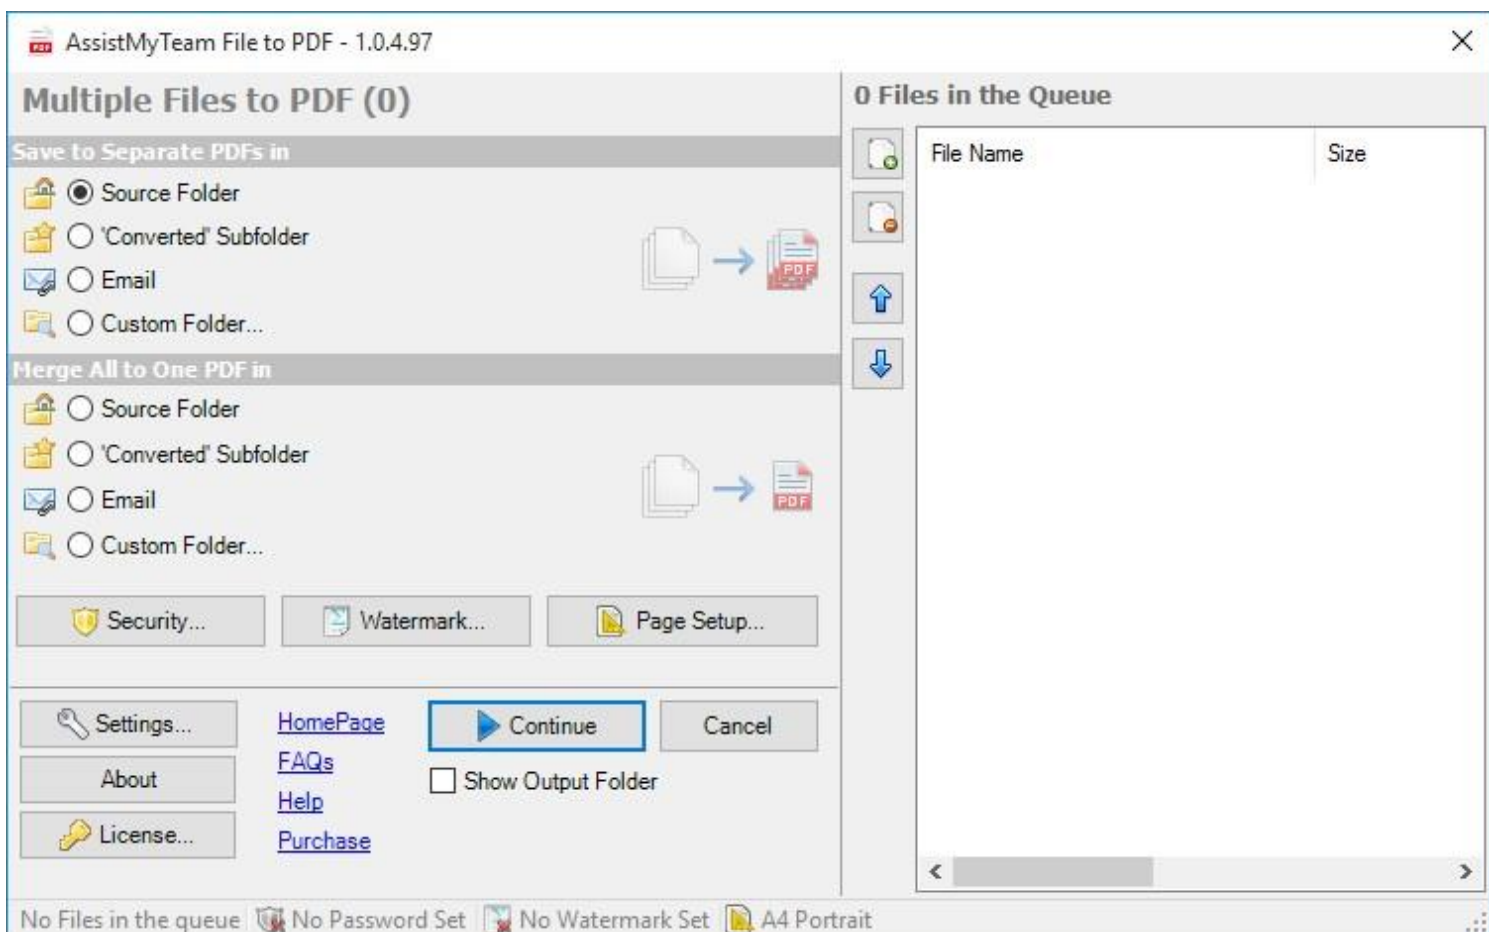 AssistMyTeam File to PDF - 1.0.4.97
Multiple Files to PDF (0)
Save to Separate PDFs in
Source Folder
'Converted' Subfolder
Email
Custom Folder...
PDF
Merge All to One PDF in
Source Folder
'Converted' Subfolder
Email
Custom Folder...
PDF
Security...
Watermark...
Page Setup...
Settings...
About
License...
HomePage
FAQs
Help
Purchase
Continue
Cancel
Show Output Folder
0 Files in the Queue
File Name
Size
No Files in the queue
No Password Set
No Watermark Set
A4 Portrait